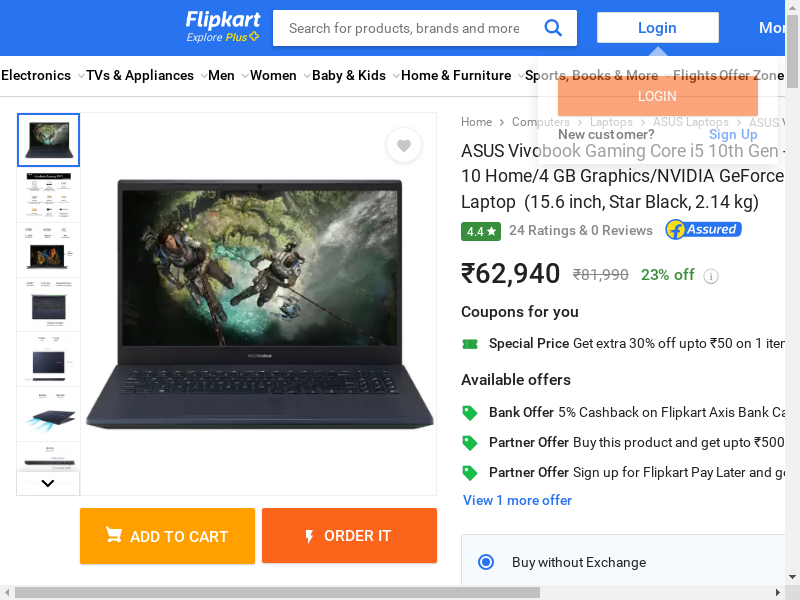 Flipkart
Explore Plus
Search for products, brands and more
Login
Electronics
TVs & Appliances
Men
Women
Baby & Kids
Home & Furniture
Sports, Books & More
Flights
Offer Zone
LOGIN
New customer?
Sign Up
Home
Computers
Laptops
ASUS Laptops
ASUS
ASUS Vivobook Gaming Core i5 10th Gen -
10 Home/4 GB Graphics/NVIDIA GeForce
Laptop (15.6 inch, Star Black, 2.14 kg)
4.4
24 Ratings & 0 Reviews
Assured
₹62,940
₹81,990
23% off
Coupons for you
Special Price Get extra 30% off upto ₹50 on 1
Available offers
Bank Offer 5% Cashback on Flipkart Axis Bank
Partner Offer Buy this product and get upto ₹500
Partner Offer Sign up for Flipkart Pay Later and
View 1 more offer
ADD TO CART
ORDER IT
Buy without Exchange